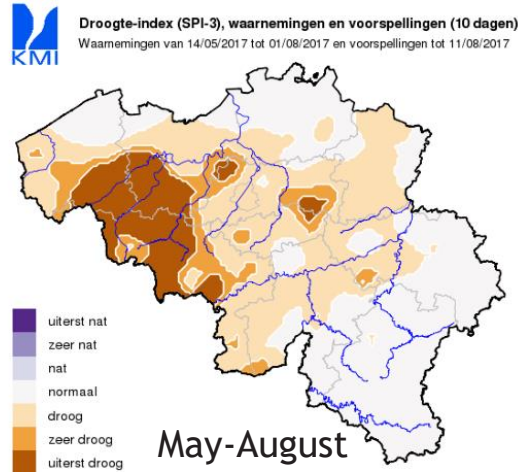 KMI
Droogte-index (SPI-3), waarnemingen en voorspellingen (10 dagen)
Waarnemingen van 14/05/2017 tot 01/08/2017 en voorspellingen tot 11/08/2017
uiterst nat
zeer nat
nat
normaal
droog
zeer droog
uiterst droog
May-August